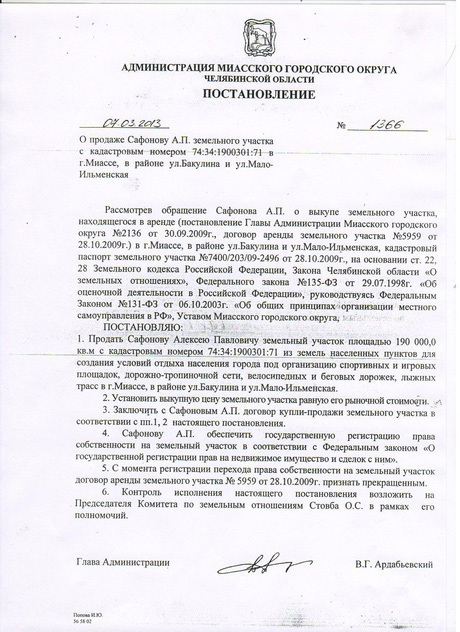 АДМИНИСТРАЦИЯ МИАССКОГО ГОРОДСКОГО ОКРУГА
ЧЕЛЯБИНСКОЙ ОБЛАСТИ
ПОСТАНОВЛЕНИЕ
07.03.2013 № 1366
О продаже Сафонову А.П. земельного участка
с кадастровым номером 74:34:1900301:71 в
г.Миассе, в районе ул.Бакулина и ул.Мало-
Ильменская
Рассмотрев обращение Сафонова А.П. о выкупе земельного участка,
находящегося в аренде (постановление Главы Администрации Миасского городского
округа №2136 от 30.09.2009г., договор аренды земельного участка №5959 от
28.10.2009г.) в г.Миассе, в районе ул.Бакулина и ул.Мало-Ильменская, кадастровый
паспорт земельного участка №7400/203/09-2496 от 28.10.2009г., на основании ст. 22,
28 Земельного кодекса Российской Федерации, Закона Челябинской области «О
земельных отношениях», Федерального закона №135-ФЗ от 29.07.1998г. «Об
оценочной деятельности в Российской Федерации», руководствуясь Федеральным
Законом №131-ФЗ от 06.10.2003г. «Об общих принципах организации местного
самоуправления в РФ», Уставом Миасского городского округа,
ПОСТАНОВЛЯЮ:
1. Продать Сафонову Алексею Павловичу земельный участок площадью 190 000,0
кв.м с кадастровым номером 74:34:1900301:71 из земель населенных пунктов для
создания условий отдыха населения города под организацию спортивных и игровых
площадок, дорожно-тропиночной сети, велосипедных и беговых дорожек, лыжных
трасс в г.Миассе, в районе ул.Бакулина и ул.Мало-Ильменская.
2. Установить выкупную цену земельного участка равную его рыночной стоимости.
3. Заключить с Сафоновым А.П. договор купли-продажи земельного участка в
соответствии с пп.1, 2 настоящего постановления.
4. Сафонову А.П. обеспечить государственную регистрацию права
собственности на земельный участок в соответствии с Федеральным законом «О
государственной регистрации прав на недвижимое имущество и сделок с ним».
5. С момента регистрации перехода права собственности на земельный участок
договор аренды земельного участка № 5959 от 28.10.2009г. признать прекращенным.
6. Контроль исполнения настоящего постановления возложить на
Председателя Комитета по земельным отношениям Стовба О.С. в рамках его
полномочий.
Глава Администрации В.Г. Ардабьевский
Попова И.Ю.
56 58 02